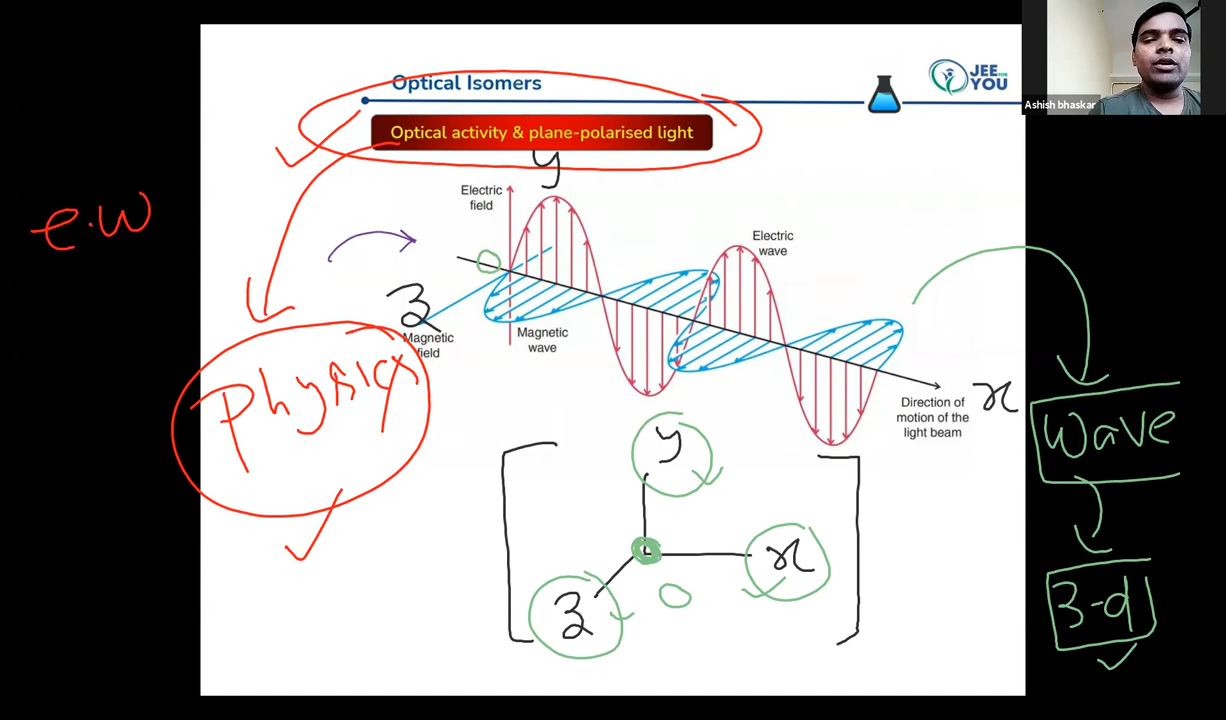 Optical Isomers
JEE FOR YOU
Ashish bhaskar
Optical activity & plane-polarised light
y
Electric field
e.w
Electric wave
O
z
Magnetic field
Magnetic wave
Physics
x
Direction of motion of the light beam
wave
y
x
O
z
3-d